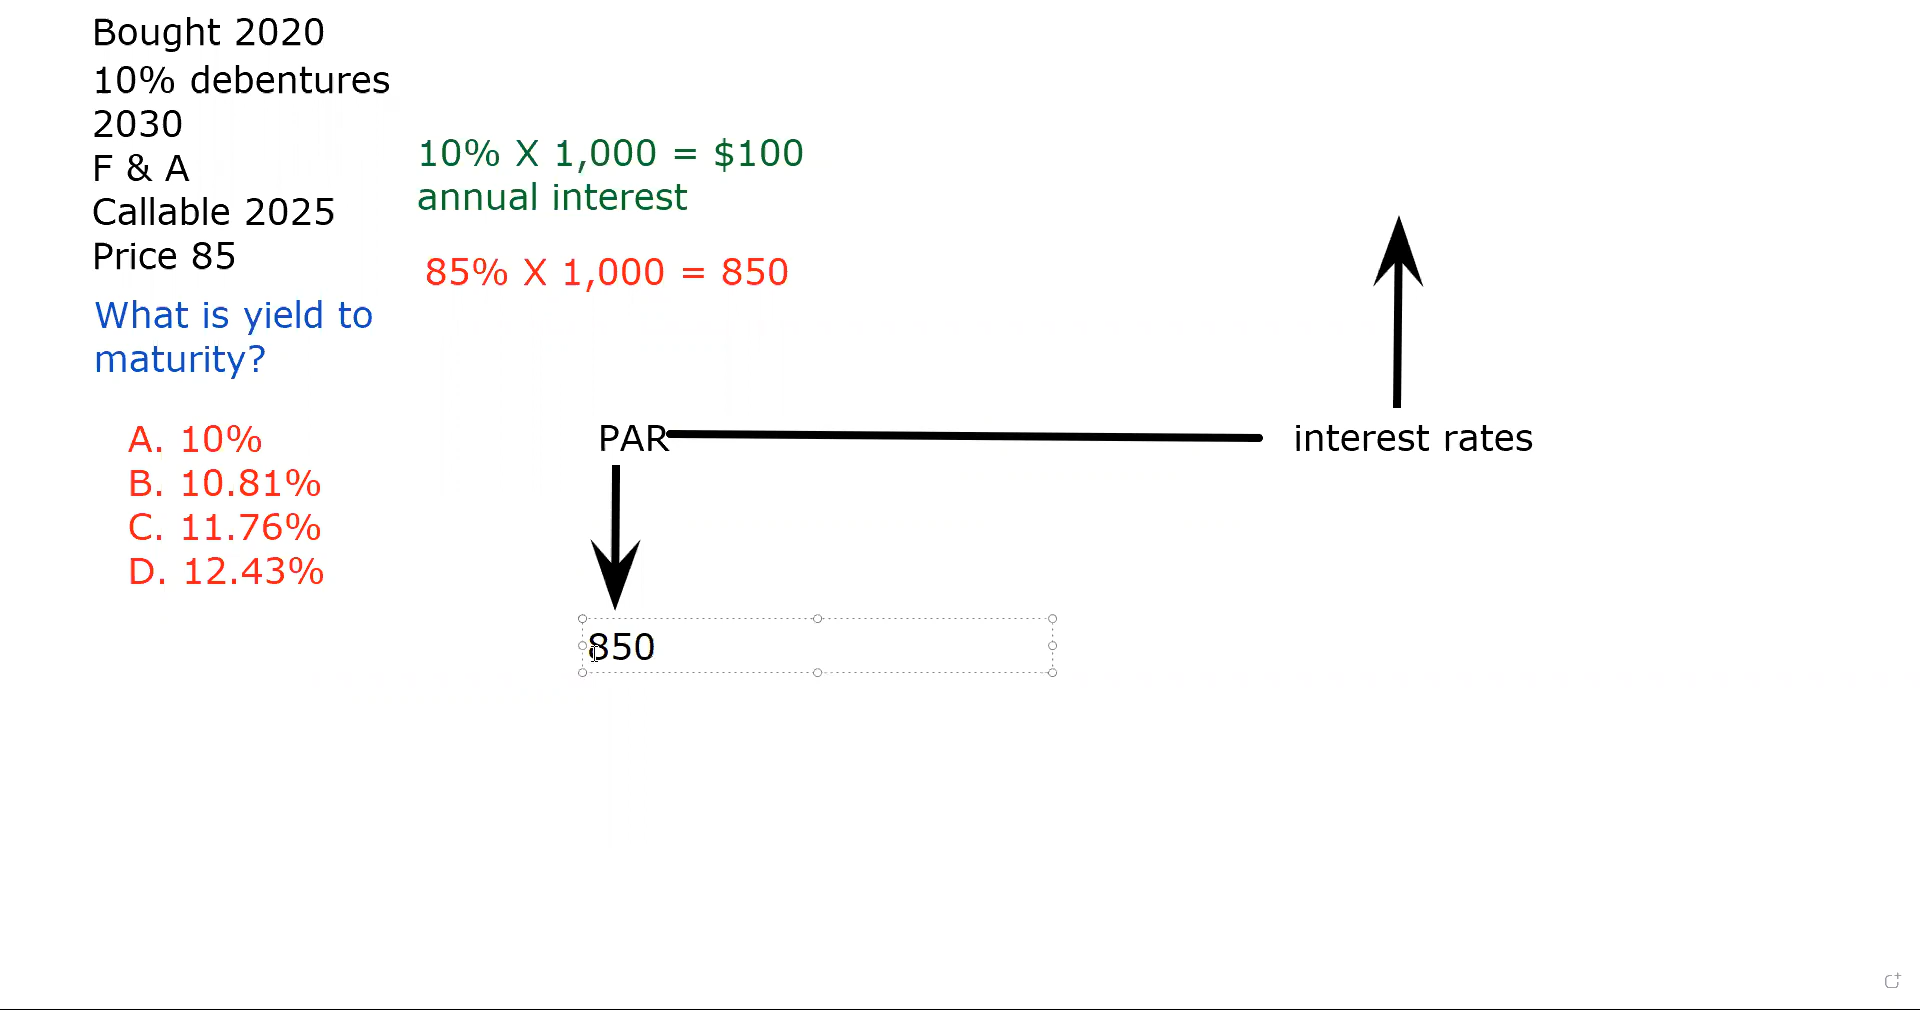 Bought 2020
10% debentures
2030
F & A
Callable 2025
Price 85
10% X 1,000 = $100
annual interest
85% X 1,000 = 850
What is yield to
maturity?
A. 10%
B. 10.81%
C. 11.76%
D. 12.43%
PAR
interest rates
850